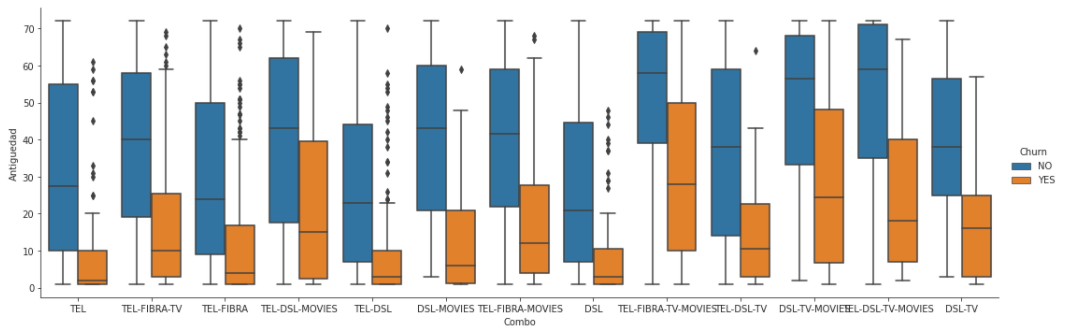 70
60
50
40
30
20
10
0
Antiguedad
TEL
TEL-FIBRA-TV
TEL-FIBRA
TEL-DSL-MOVIES
TEL-DSL
DSL-MOVIES
TEL-FIBRA-MOVIES
DSL
TEL-FIBRA-TV-MOVIES
TEL-DSL-TV
DSL-TV-MOVIES
TEL-DSL-TV-MOVIES
DSL-TV
Combo
Churn
NO
YES